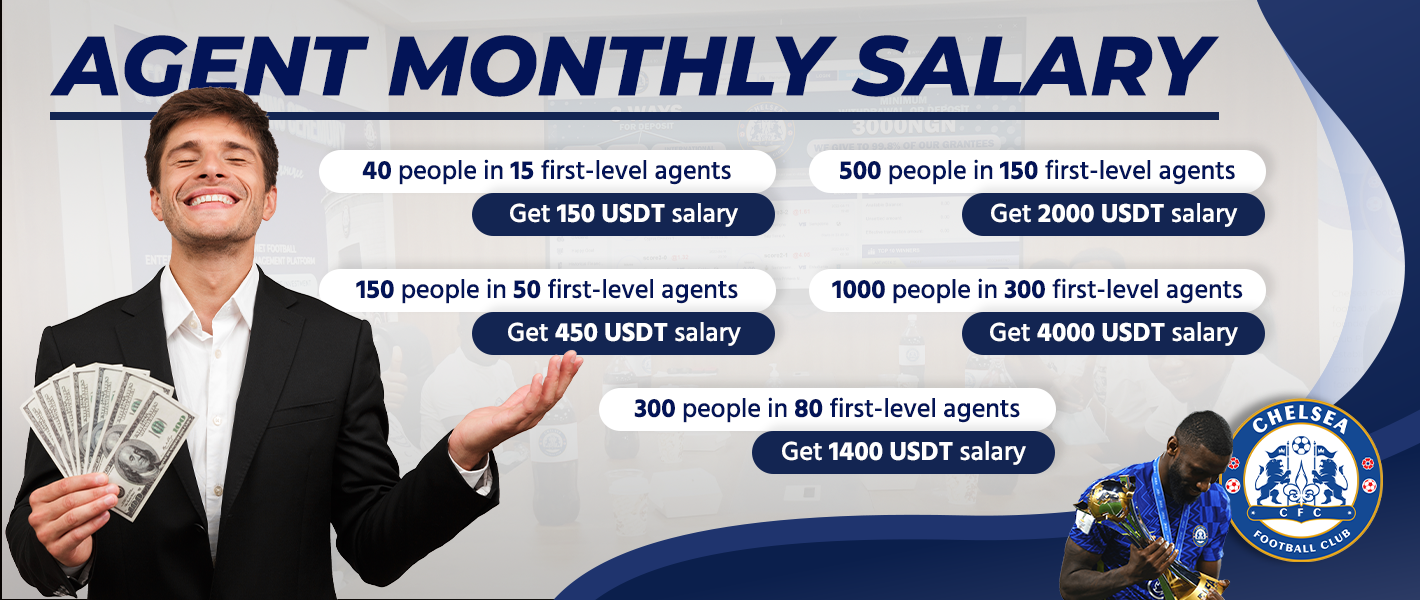 AGENT MONTHLY SALARY
40 people in 15 first-level agents
Get 150 USDT salary
500 people in 150 first-level agents
Get 2000 USDT salary
150 people in 50 first-level agents
Get 450 USDT salary
1000 people in 300 first-level agents
Get 4000 USDT salary
300 people in 80 first-level agents
Get 1400 USDT salary
CHELSEA
CFC
FOOTBALL CLUB
FOR DEPOSIT
3000NGN